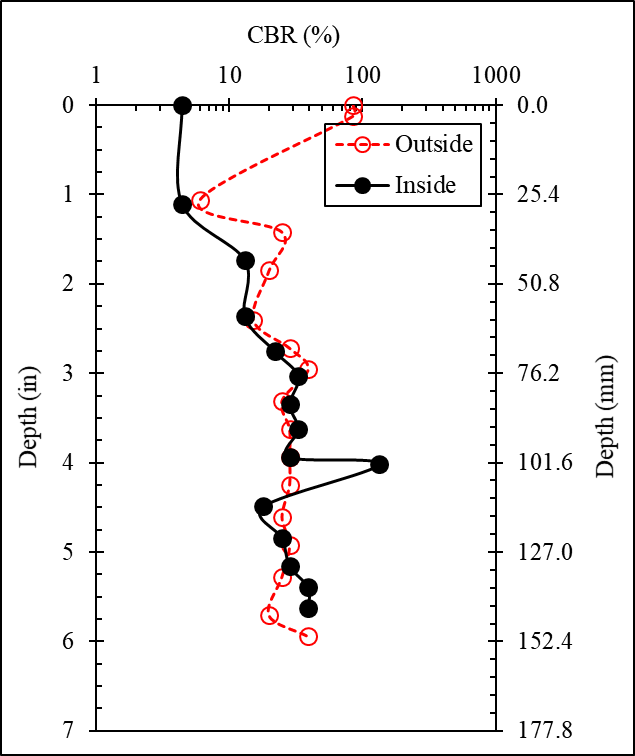 CBR (%)
1 10 100 1000
0 0.0
Outside
Inside
1 25.4
2 50.8
3 76.2
Depth (in)
Depth (mm)
4 101.6
5 127.0
6 152.4
7 177.8